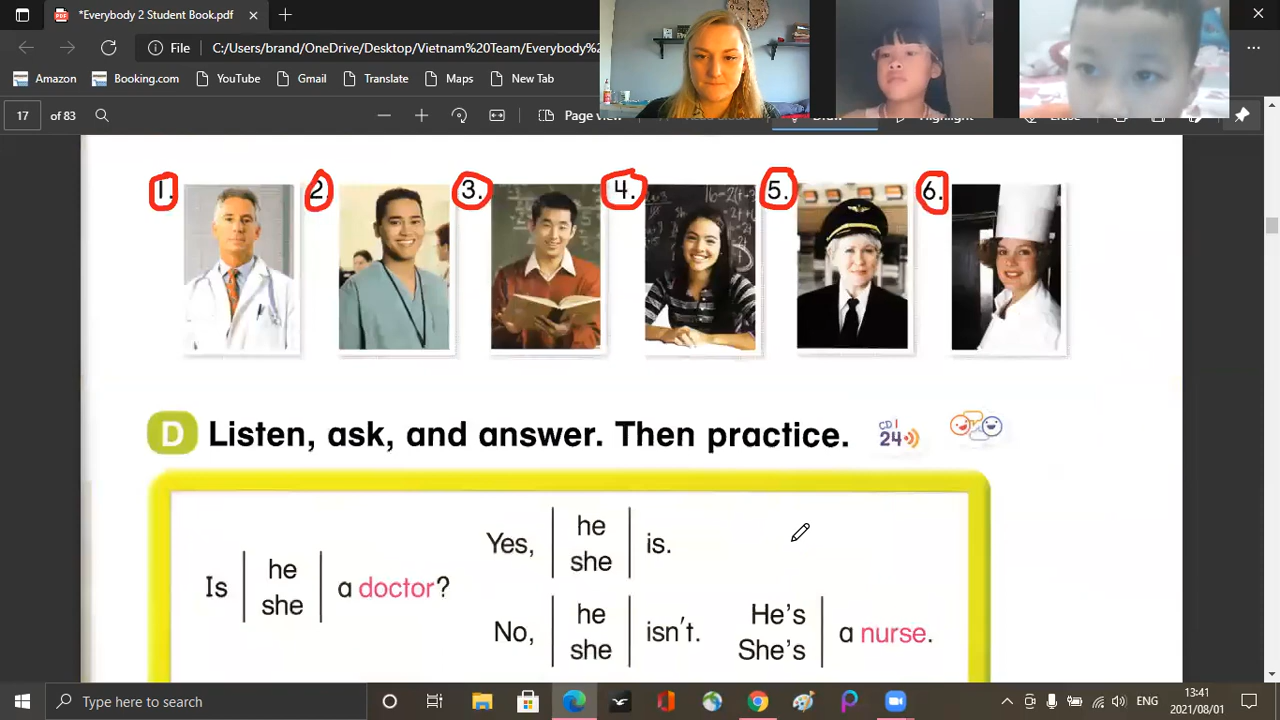 *Everybody 2 Student Book.pdf
File C:/Users/brand/OneDrive/Desktop/Vietnam%20Team/Everybody%
Amazon Booking.com YouTube Gmail Translate Maps New Tab
17 of 83 Page view Draw Highlight Erase
1. 2 3. 4. 5. 6.
D Listen, ask, and answer. Then practice. CD 1 24
Yes, he she is.
Is he she a doctor?
No, he she isn't. He's She's a nurse.
Type here to search
ENG 13:41 2021/08/01